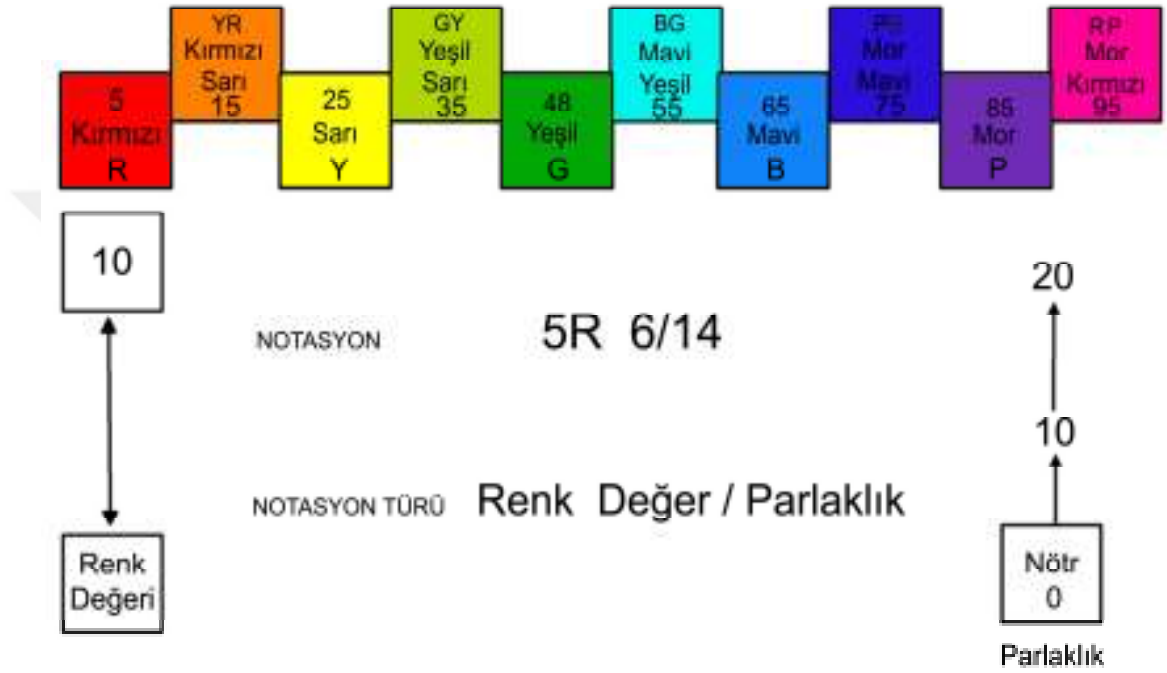 5
Kırmızı
R
YR
Kırmızı
Sarı
15
25
Sarı
Y
GY
Yeşil
Sarı
35
48
Yeşil
G
BG
Mavi
Yeşil
55
65
Mavi
B
PB
Mor
Mavi
75
85
Mor
P
RP
Mor
Kırmızı
95
10
20
NOTASYON 5R 6/14
10
NOTASYON TÜRÜ Renk Değer / Parlaklık
Renk
Değeri
Nötr
0
Parlaklık